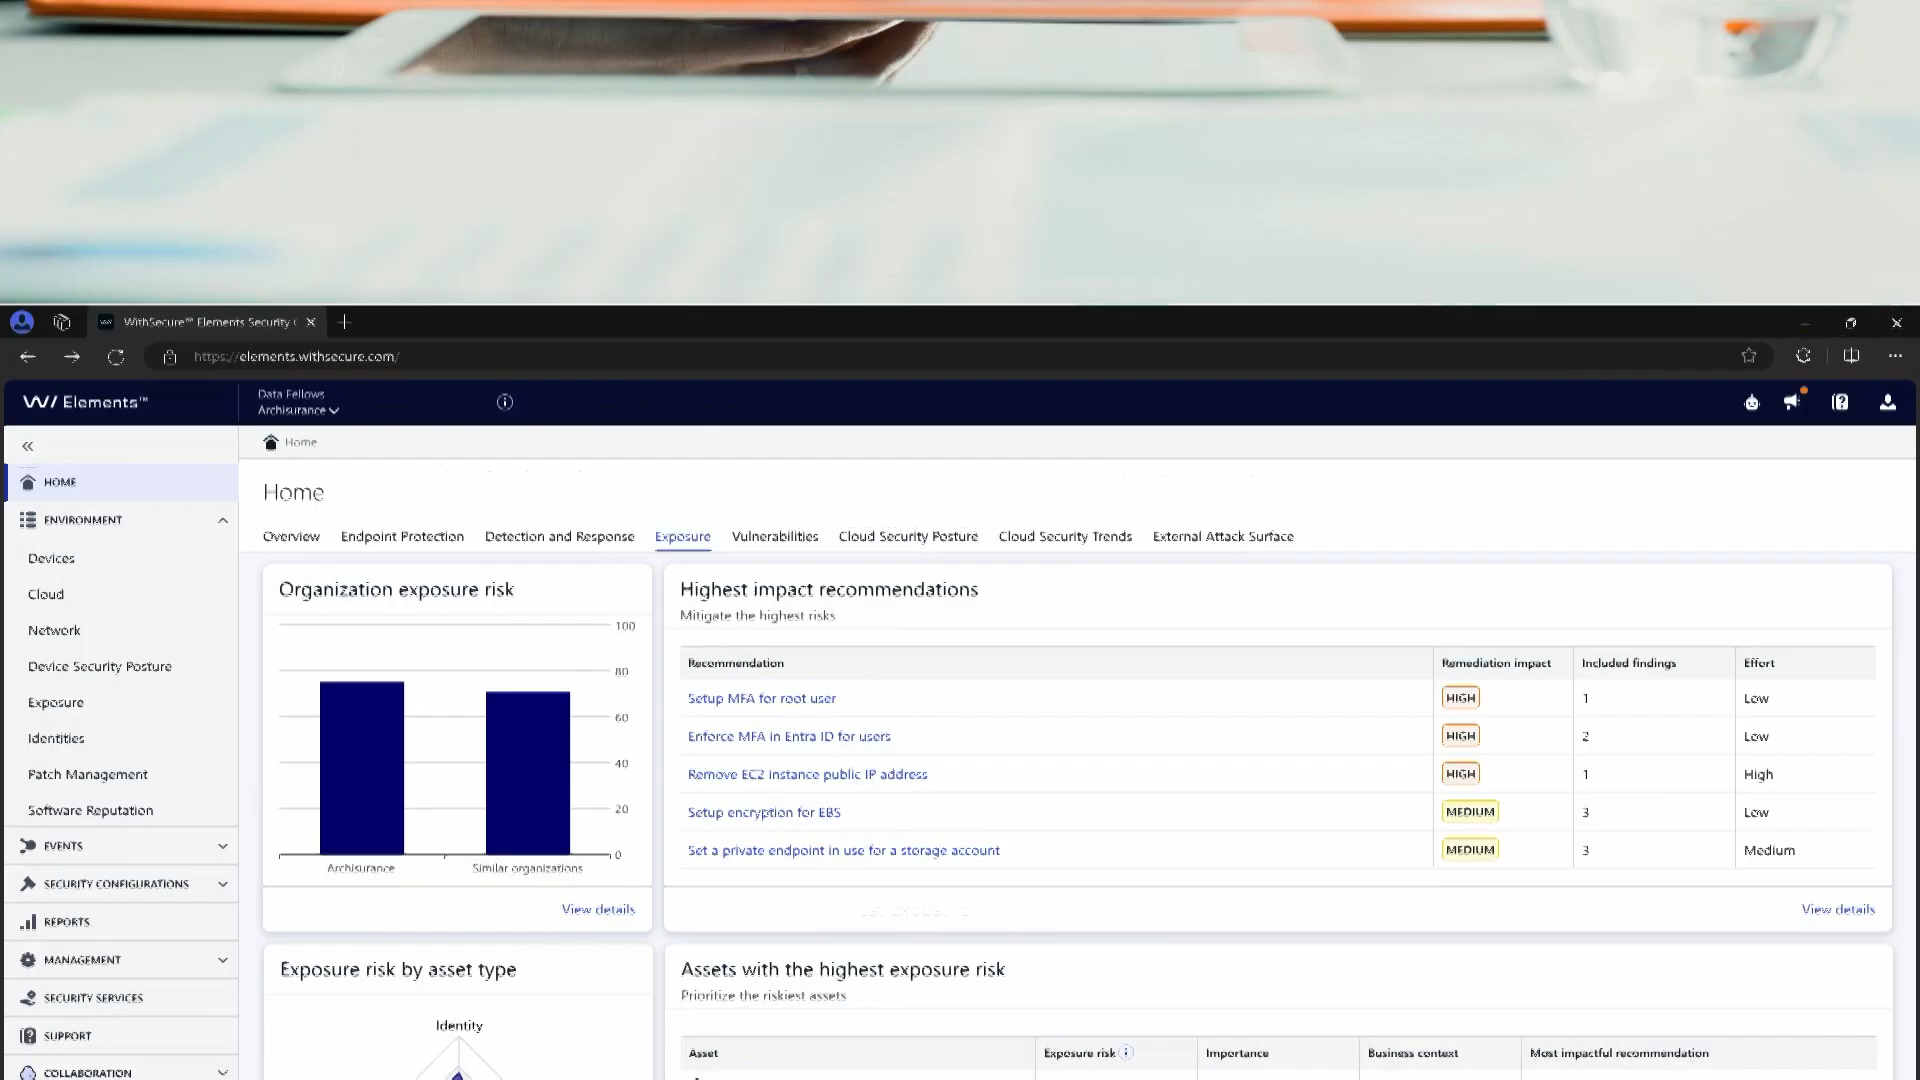 WithSecure™ Elements Security
https://elements.withsecure.com/
W/ Elements™
Data Fellows
Archisurance
Home
HOME
ENVIRONMENT
Devices
Cloud
Network
Device Security Posture
Exposure
Identities
Patch Management
Software Reputation
EVENTS
SECURITY CONFIGURATIONS
REPORTS
MANAGEMENT
SECURITY SERVICES
SUPPORT
COLLABORATION
Home
Overview Endpoint Protection Detection and Response Exposure Vulnerabilities Cloud Security Posture Cloud Security Trends External Attack Surface
Organization exposure risk
100
80
60
40
20
0
Archisurance Similar organizations
View details
Highest impact recommendations
Mitigate the highest risks
Recommendation Remediation impact Included findings Effort
Setup MFA for root user HIGH 1 Low
Enforce MFA in Entra ID for users HIGH 2 Low
Remove EC2 instance public IP address HIGH 1 High
Setup encryption for EBS MEDIUM 3 Low
Set a private endpoint in use for a storage account MEDIUM 3 Medium
View details
Exposure risk by asset type
Identity
Assets with the highest exposure risk
Prioritize the riskiest assets
Asset Exposure risk Importance Business context Most impactful recommendation